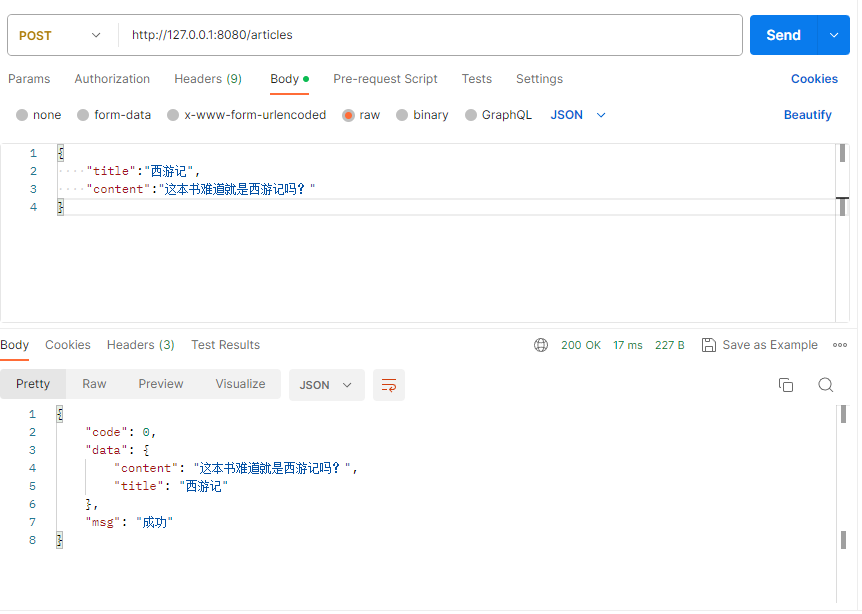 POST http://127.0.0.1:8080/articles Send
Params Authorization Headers (9) Body Pre-request Script Tests Settings Cookies
none form-data x-www-form-urlencoded raw binary GraphQL JSON Beautify
1 {
2 "title":"西游记",
3 "content":"这本书难道就是西游记吗？"
4 }
Body Cookies Headers (3) Test Results 200 OK 17 ms 227 B Save as Example
Pretty Raw Preview Visualize JSON
1 {
2 "code": 0,
3 "data": {
4 "content": "这本书难道就是西游记吗？",
5 "title": "西游记"
6 },
7 "msg": "成功"
8 }